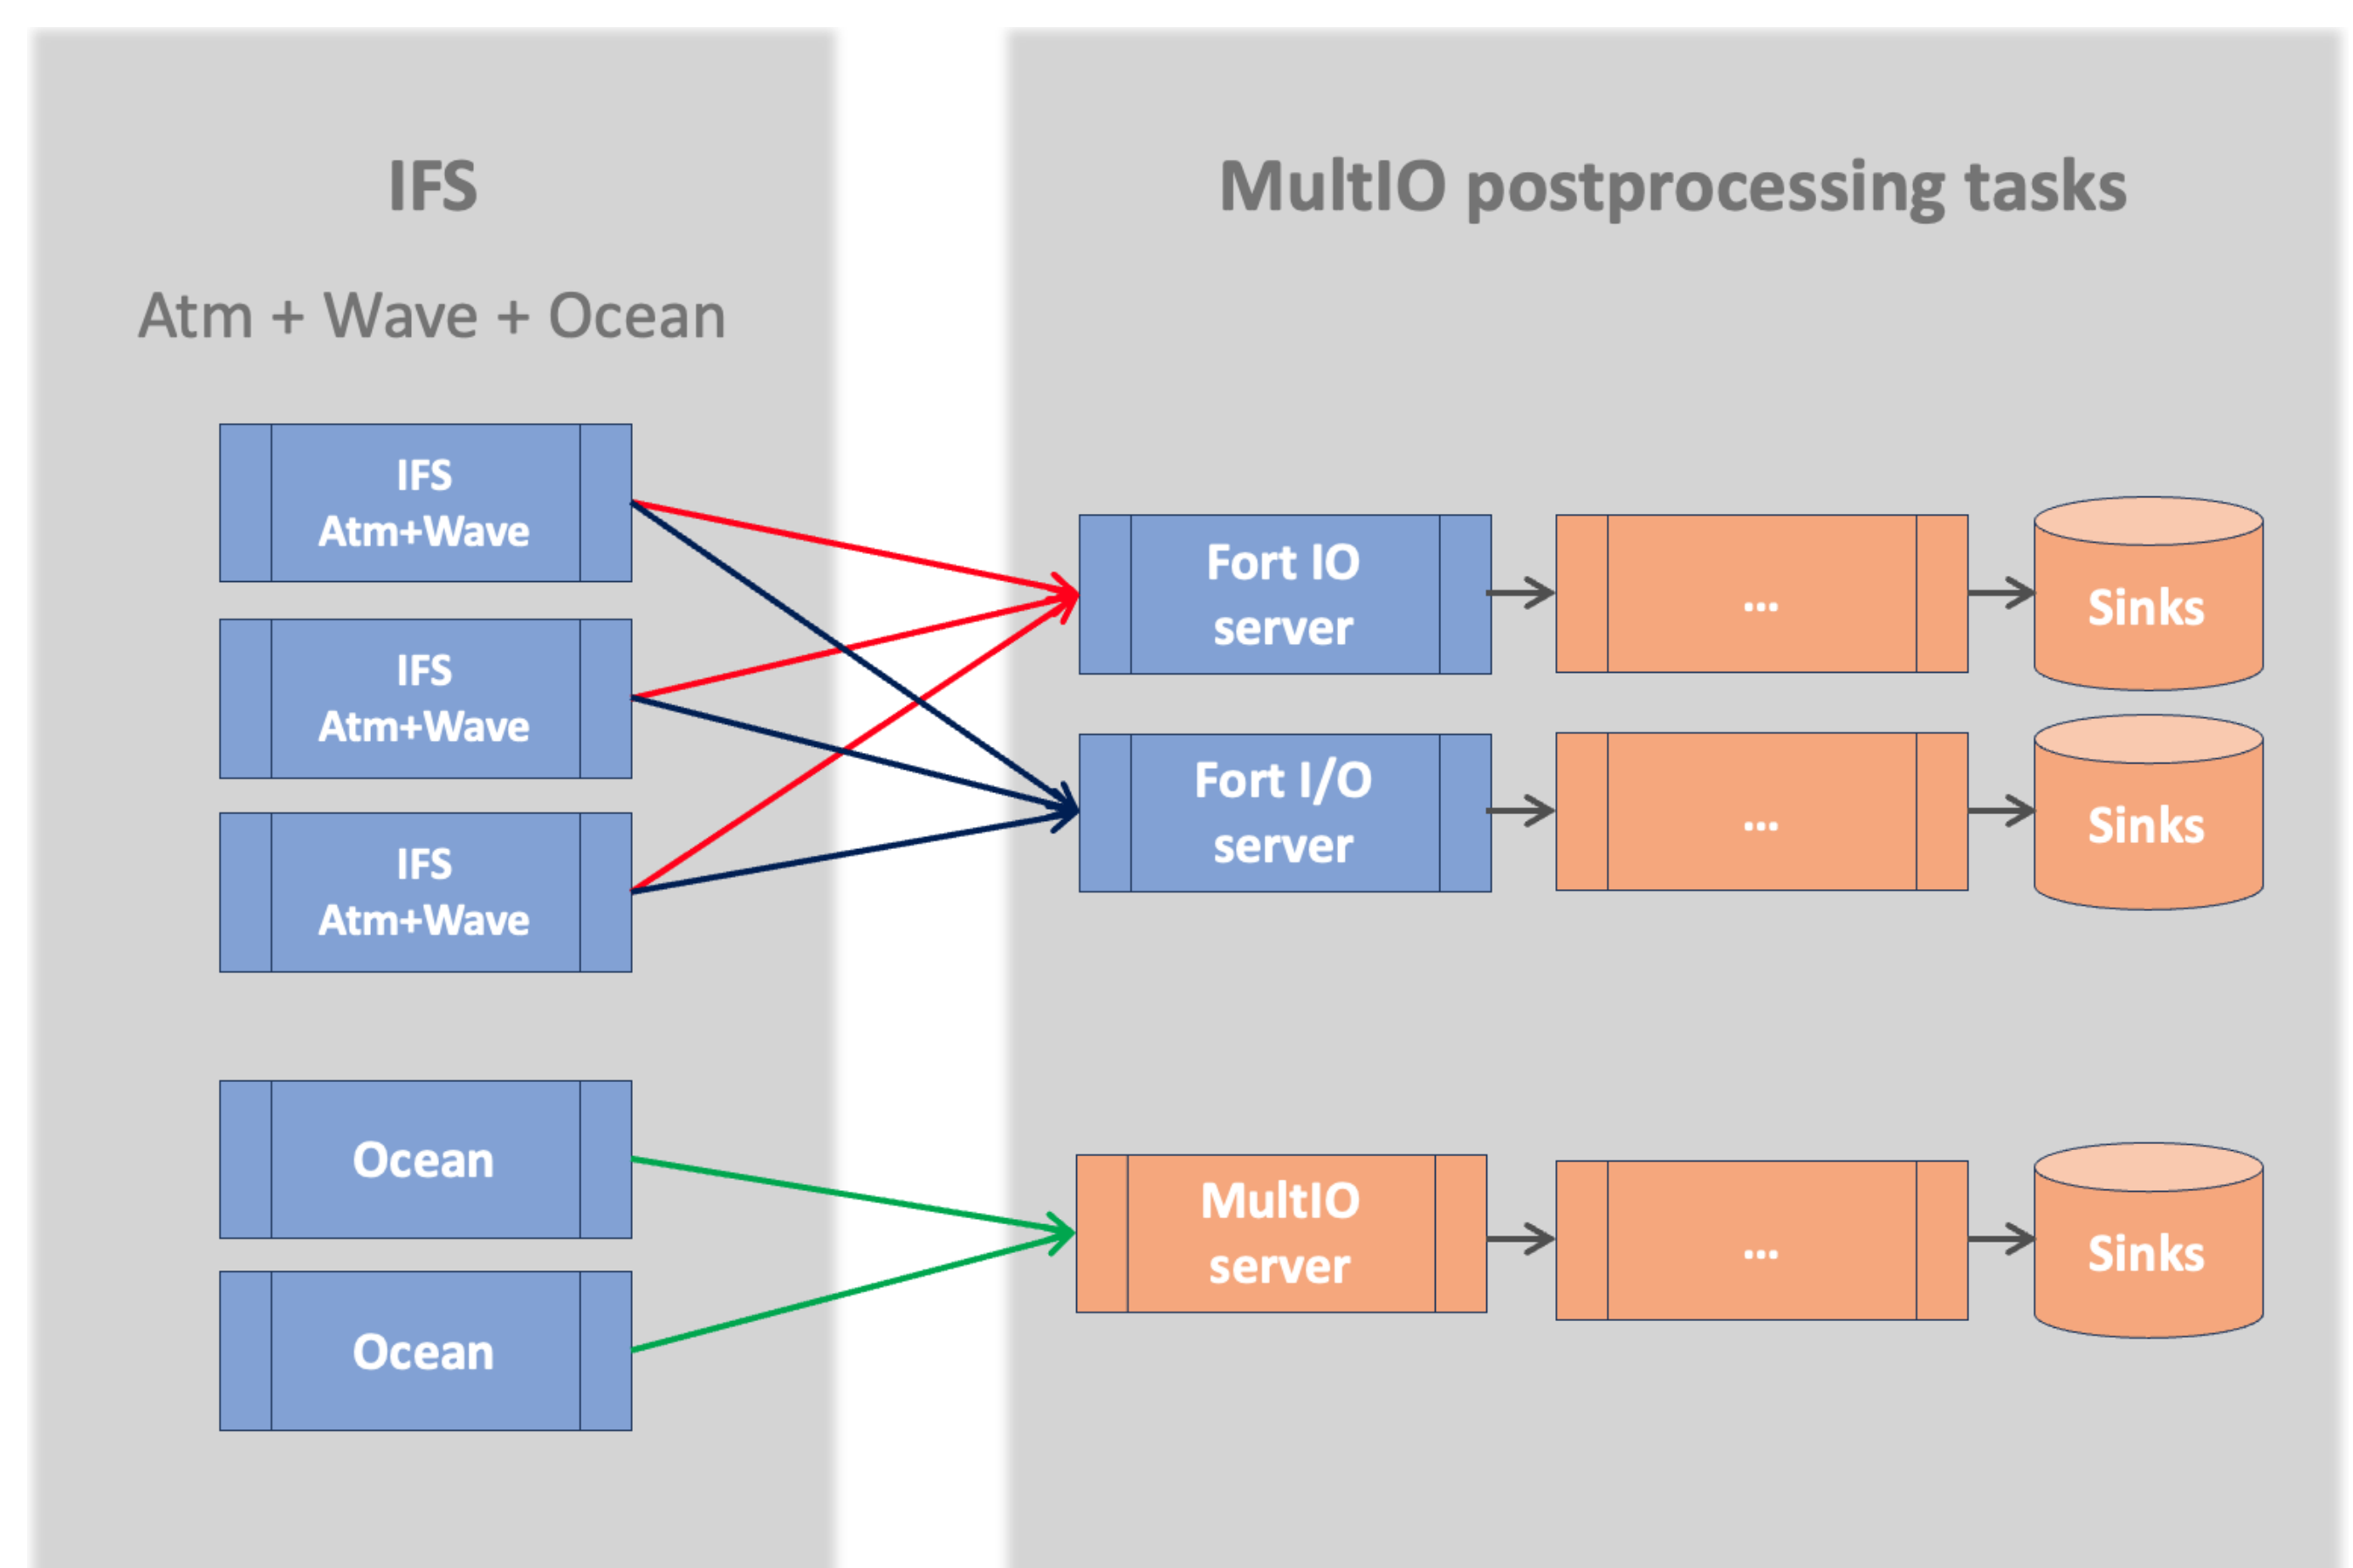 IFS
Atm + Wave + Ocean
IFS
Atm+Wave
IFS
Atm+Wave
IFS
Atm+Wave
Ocean
Ocean
MultIO postprocessing tasks
Fort IO
server
...
Sinks
Fort I/O
server
...
Sinks
MultIO
server
...
Sinks